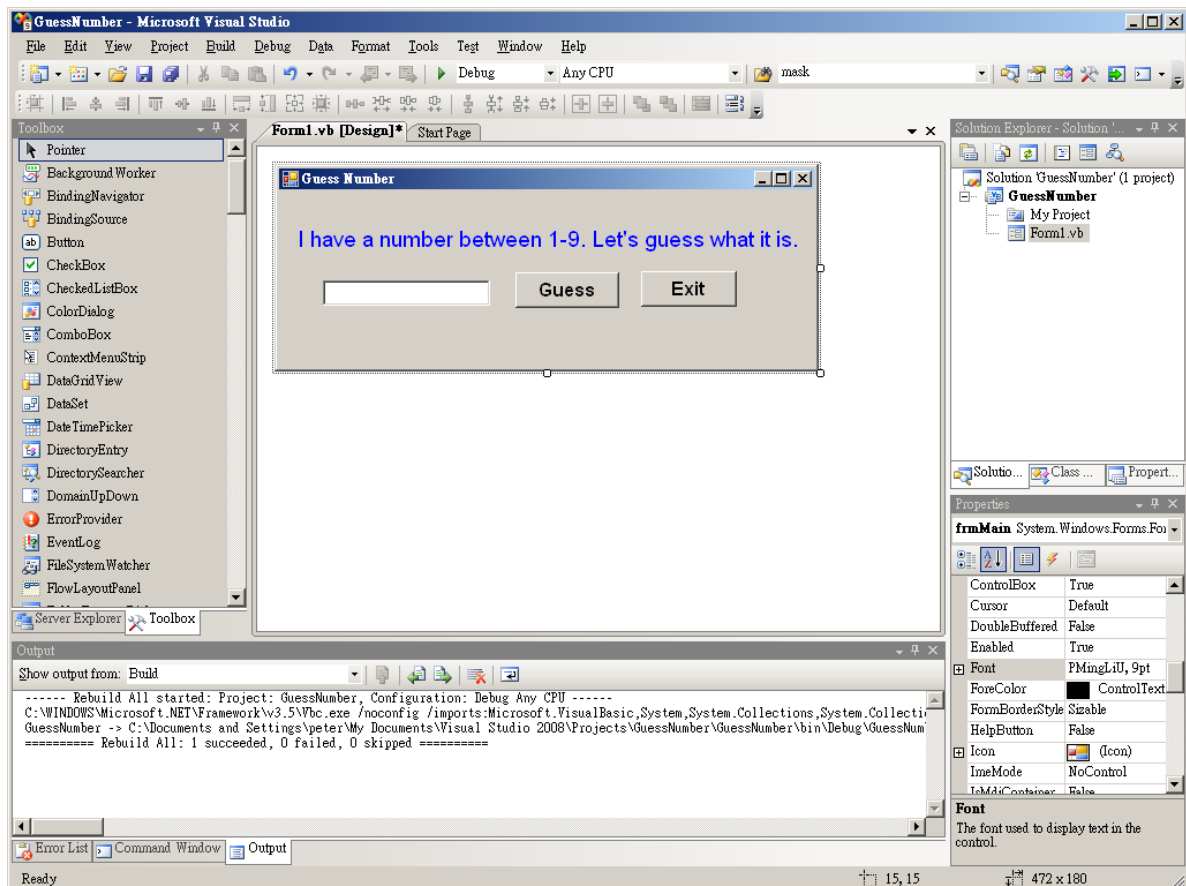 GuessNumber - Microsoft Visual Studio
File Edit View Project Build Debug Data Format Tools Test Window Help
Debug Any CPU mask
Toolbox
Pointer
BackgroundWorker
BindingNavigator
BindingSource
Button
CheckBox
CheckedListBox
ColorDialog
ComboBox
ContextMenuStrip
DataGridView
DataSet
DateTimePicker
DirectoryEntry
DirectorySearcher
DomainUpDown
ErrorProvider
EventLog
FileSystemWatcher
FlowLayoutPanel
Server Explorer Toolbox
Form1.vb [Design]* Start Page
Guess Number
I have a number between 1-9. Let's guess what it is.
Guess Exit
Solution Explorer - Solution '...
Solution 'GuessNumber' (1 project)
GuessNumber
My Project
Form1.vb
Solutio... Class ... Propert...
Properties
frmMain System.Windows.Forms.For
ControlBox True
Cursor Default
DoubleBuffered False
Enabled True
Font PMingLiU, 9pt
ForeColor ControlText
FormBorderStyle Sizable
HelpButton False
Icon (Icon)
ImeMode NoControl
IsMdiContainer False
Font
The font used to display text in the
control.
Output
Show output from: Build
------ Rebuild All started: Project: GuessNumber, Configuration: Debug Any CPU ------
C:\WINDOWS\Microsoft.NET\Framework\v3.5\Vbc.exe /noconfig /imports:Microsoft.VisualBasic,System,System.Collections,System.Collecti
GuessNumber -> C:\Documents and Settings\peter\My Documents\Visual Studio 2008\Projects\GuessNumber\GuessNumber\bin\Debug\GuessNum
========== Rebuild All: 1 succeeded, 0 failed, 0 skipped ==========
Error List Command Window Output
Ready 15, 15 472 x 180